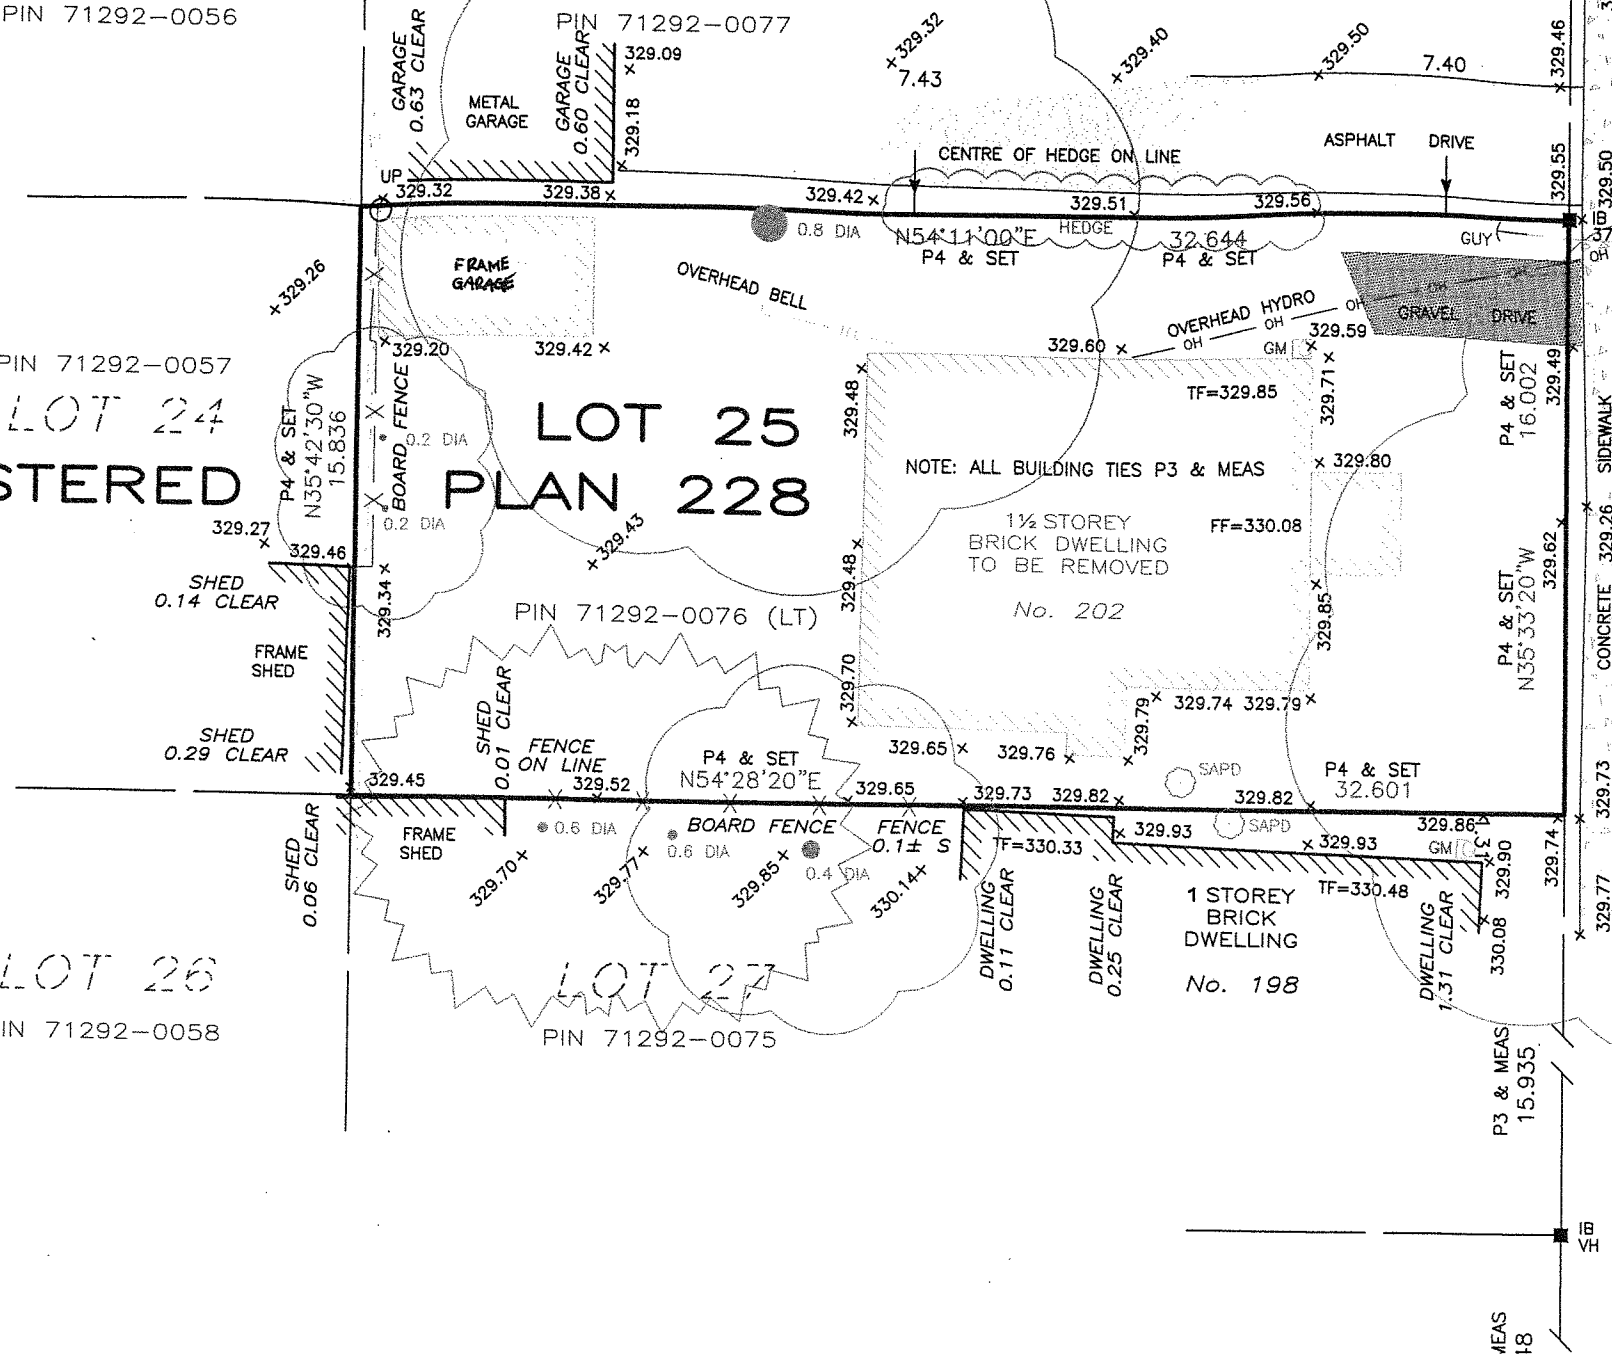 PIN 71292-0056
PIN 71292-0077
GARAGE
0.63 CLEAR
METAL
GARAGE
GARAGE
0.60 CLEAR
329.09
329.18
+329.32
7.43
+329.40
+329.50
7.40
329.46
UP
329.32
329.38
329.42
CENTRE OF HEDGE ON LINE
ASPHALT DRIVE
329.55
329.50
329.51
329.56
IB
0.8 DIA
N54°11'00"E
HEDGE
32.644
P4 & SET
P4 & SET
GUY
37
OH
FRAME
GARAGE
+329.26
OVERHEAD BELL
OVERHEAD HYDRO
OH
OH
OH
OH
OH
GRAVEL DRIVE
329.20
329.42
329.60
GM
329.59
329.71
TF=329.85
PIN 71292-0057
LOT 24
STERED
P4 & SET
N35°42'30"W
15.836
BOARD FENCE
0.2 DIA
0.2 DIA
LOT 25
PLAN 228
329.48
NOTE: ALL BUILDING TIES P3 & MEAS
329.80
P4 & SET
16.002
329.49
SIDEWALK
1½ STOREY
BRICK DWELLING
TO BE REMOVED
FF=330.08
No. 202
329.27
329.46
+329.43
329.48
329.26
329.62
SHED
0.14 CLEAR
329.34
PIN 71292-0076 (LT)
329.85
P4 & SET
N35°33'20"W
CONCRETE
FRAME
SHED
329.70
SHED
0.01 CLEAR
329.79
329.74
329.79
SHED
0.29 CLEAR
FENCE
ON LINE
329.65
329.76
P4 & SET
N54°28'20"E
SAPD
P4 & SET
32.601
329.73
329.45
329.52
329.65
329.73
329.82
329.82
SHED
0.06 CLEAR
FRAME
SHED
0.6 DIA
0.6 DIA
BOARD FENCE
FENCE
0.1± S
TF=330.33
329.93
SAPD
329.93
329.86
GM
.31
329.90
329.74
329.70+
329.77+
329.85+
0.4 DIA
330.14+
DWELLING
0.11 CLEAR
DWELLING
0.25 CLEAR
1 STOREY
BRICK
DWELLING
TF=330.48
No. 198
DWELLING
1.31 CLEAR
330.08
329.77
LOT 26
LOT 27
IN 71292-0058
PIN 71292-0075
P3 & MEAS
15.935
IB
VH
MEAS
48